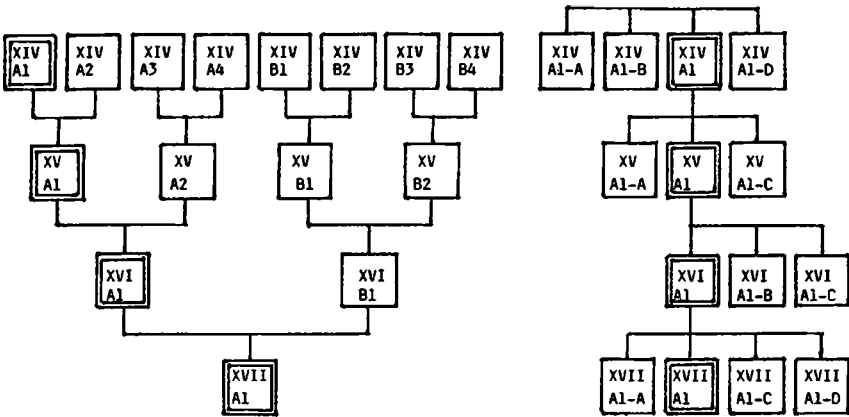 XIV XIV XIV XIV XIV XIV XIV XIV
A1 A2 A3 A4 B1 B2 B3 B4
XV XV XV XV
A1 A2 B1 B2
XVI XVI
A1 B1
XVII
A1
XIV XIV XIV XIV
A1-A A1-B A1 A1-D
XV XV XV
A1-A A1 A1-C
XVI XVI XVI
A1 A1-B A1-C
XVII XVII XVII XVII
A1-A A1 A1-C A1-D